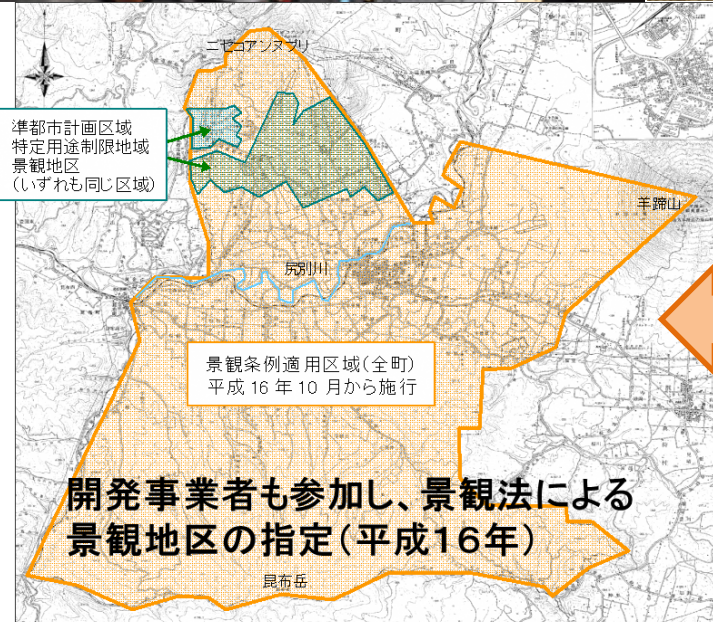 ニセコアンヌプリ
準都市計画区域
特定用途制限地域
景観地区
(いずれも同じ区域)
羊蹄山
尻別川
景観条例適用区域(全町)
平成16年10月から施行
開発事業者も参加し、景観法による
景観地区の指定(平成16年)
昆布岳